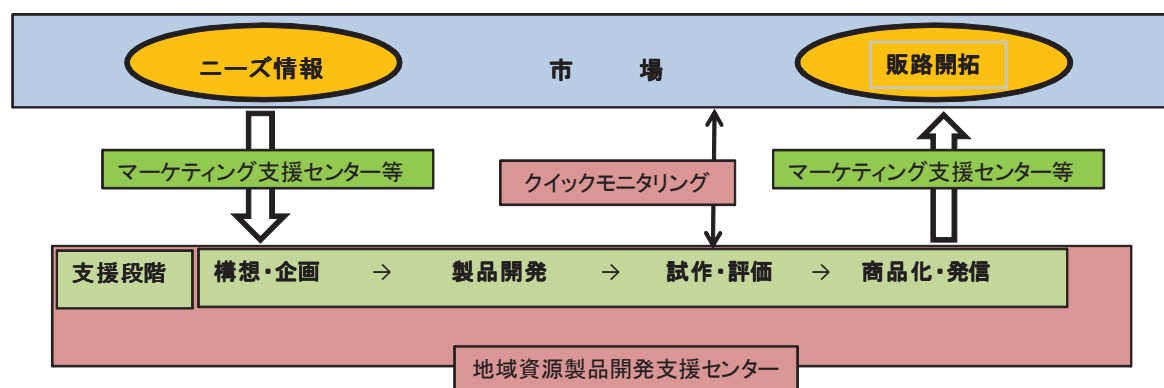 ニーズ情報
市　場
販路開拓
マーケティング支援センター等
クイックモニタリング
マーケティング支援センター等
支援段階
構想・企画 → 製品開発 → 試作・評価 → 商品化・発信
地域資源製品開発支援センター